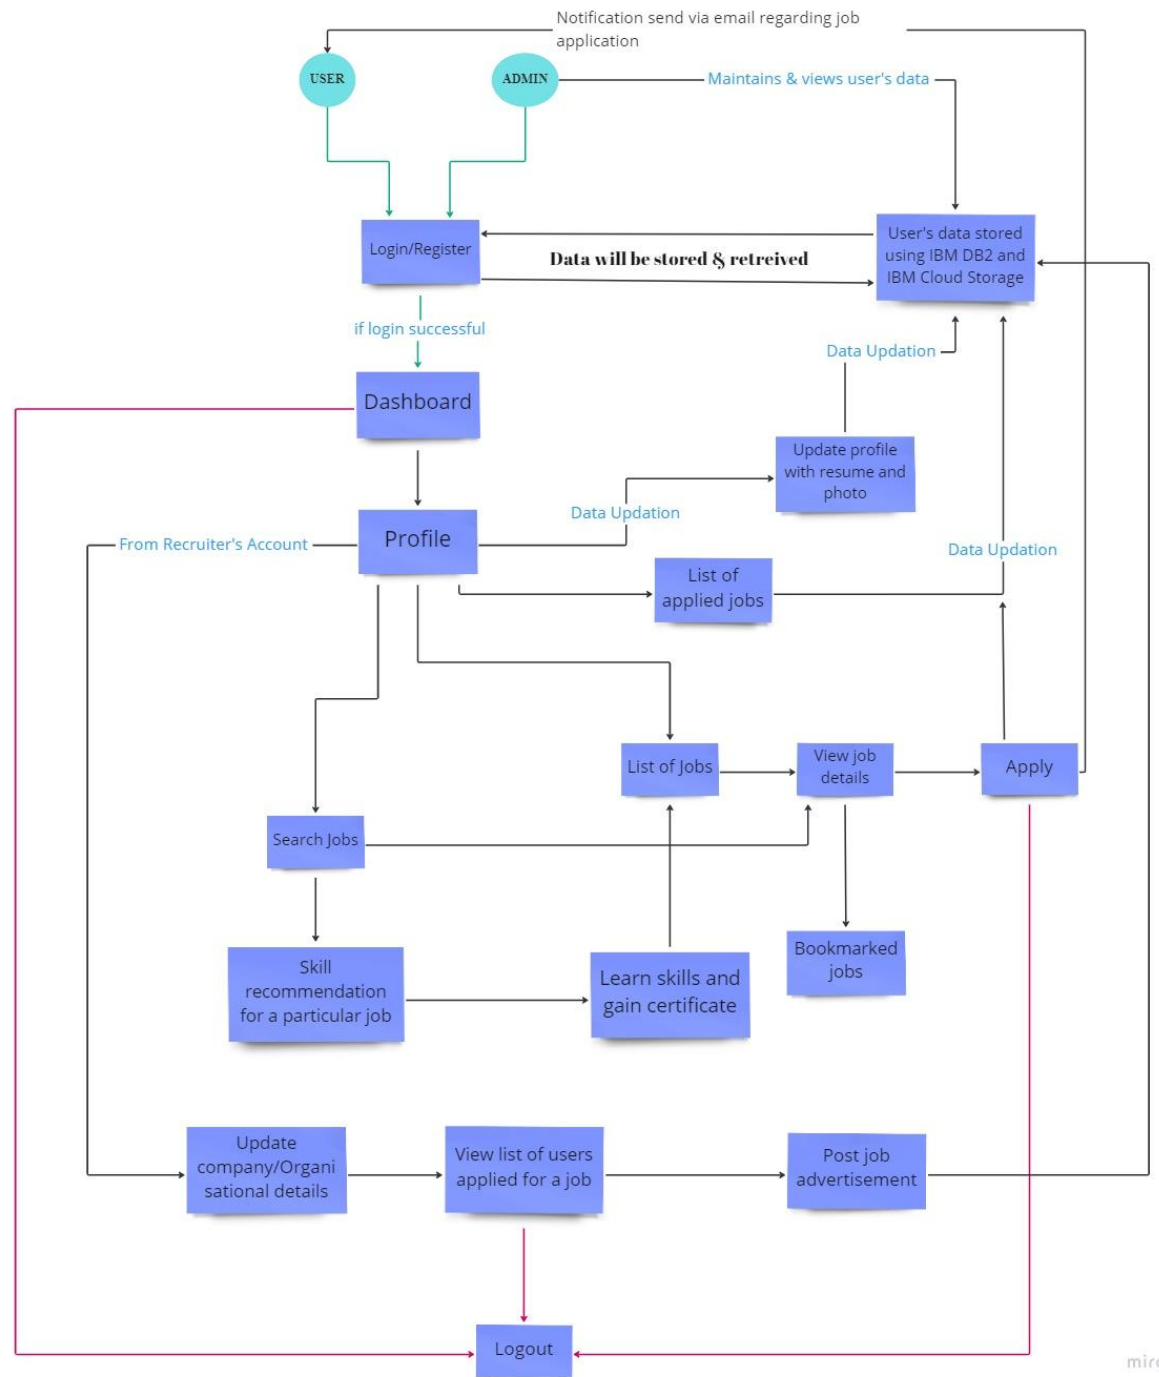 Notification send via email regarding job
application
USER
ADMIN
Maintains & views user's data
Login/Register
Data will be stored & retreived
User's data stored
using IBM DB2 and
IBM Cloud Storage
if login successful
Data Updation
Dashboard
Update profile
with resume and
photo
Data Updation
From Recruiter's Account
Profile
Data Updation
List of
applied jobs
List of Jobs
View job
details
Apply
Search Jobs
Bookmarked
jobs
Skill
recommendation
for a particular job
Learn skills and
gain certificate
Update
company/Organi
sational details
View list of users
applied for a job
Post job
advertisement
Logout